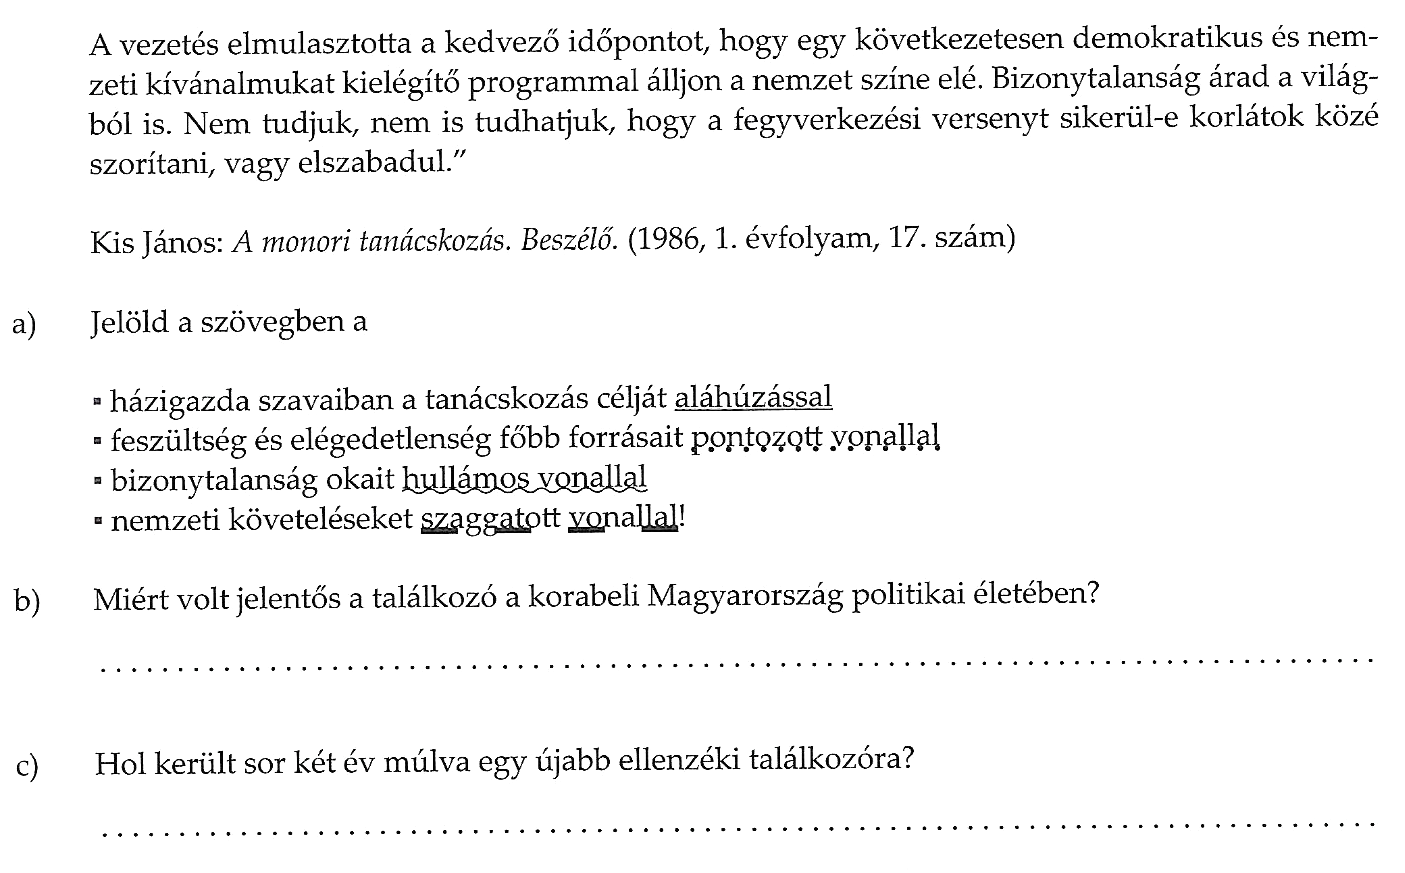 A vezetés elmulasztotta a kedvező időpontot, hogy egy következetesen demokratikus és nem-
zeti kívánalmukat kielégítő programmal álljon a nemzet színe elé. Bizonytalanság árad a világ-
ból is. Nem tudjuk, nem is tudhatjuk, hogy a fegyverkezési versenyt sikerül-e korlátok közé
szorítani, vagy elszabadul.”
Kis János: A monori tanácskozás. Beszélő. (1986, 1. évfolyam, 17. szám)
a) Jelöld a szövegben a
▪ házigazda szavaiban a tanácskozás célját aláhúzással
▪ feszültség és elégedetlenség főbb forrásait pontozott vonallal
▪ bizonytalanság okait hullámos vonallal
▪ nemzeti követeléseket szaggatott vonallal!
b) Miért volt jelentős a találkozó a korabeli Magyarország politikai életében?
c) Hol került sor két év múlva egy újabb ellenzéki találkozóra?